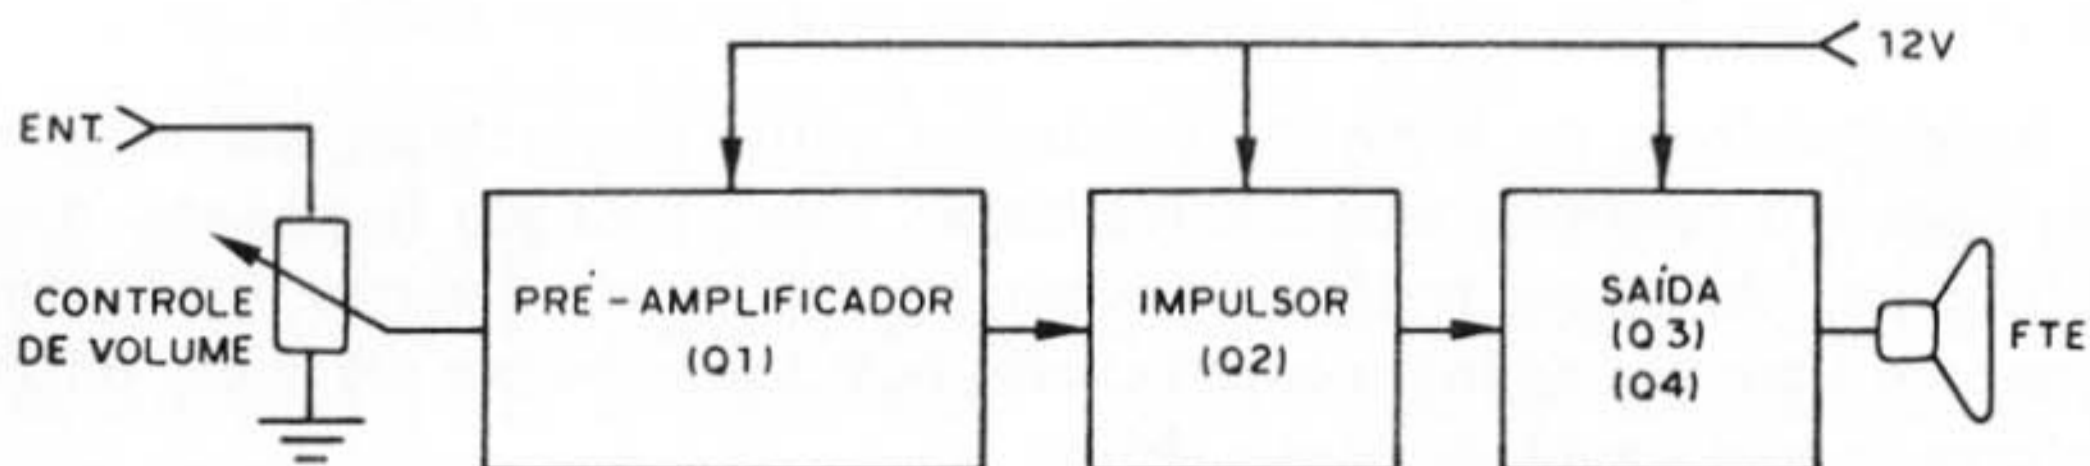 12V
ENT.
CONTROLE
DE VOLUME
PRÉ-AMPLIFICADOR
(Q1)
IMPULSOR
(Q2)
SAÍDA
(Q3)
(Q4)
FTE